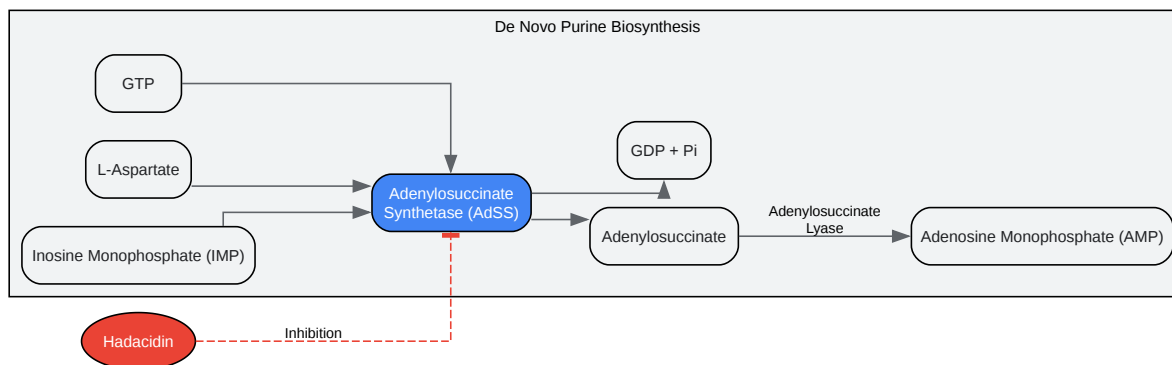 De Novo Purine Biosynthesis
GTP
L-Aspartate
Inosine Monophosphate (IMP)
Adenylosuccinate
Synthetase (AdSS)
GDP + Pi
Adenylosuccinate
Adenylosuccinate
Lyase
Adenosine Monophosphate (AMP)
Hadacidin
Inhibition